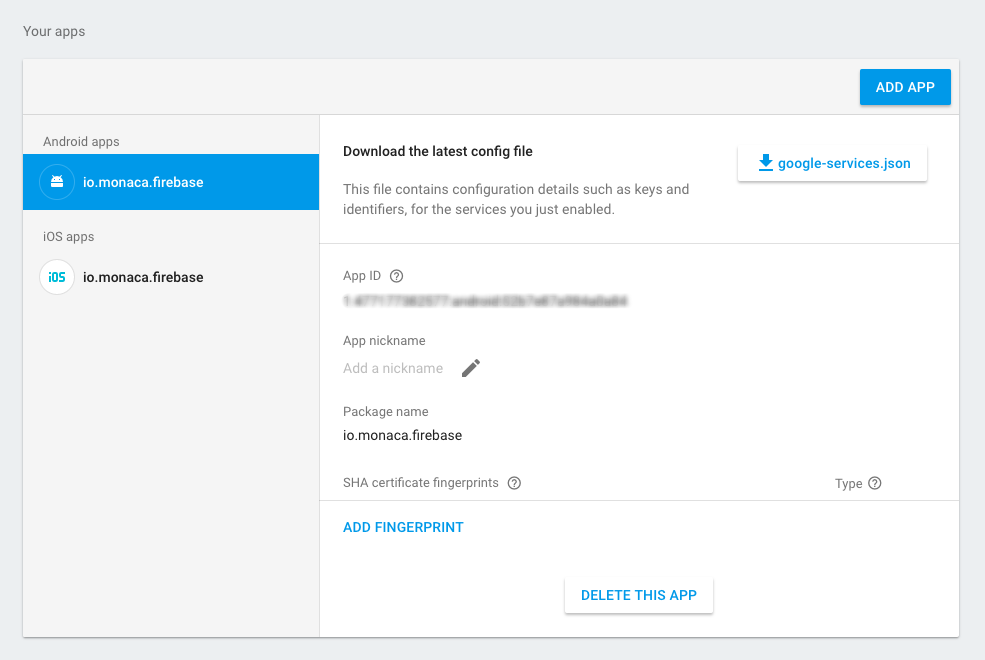 Your apps
ADD APP
Android apps
io.monaca.firebase
iOS apps
iOS
io.monaca.firebase
Download the latest config file
google-services.json
This file contains configuration details such as keys and
identifiers, for the services you just enabled.
App ID
App nickname
Add a nickname
Package name
io.monaca.firebase
SHA certificate fingerprints
Type
ADD FINGERPRINT
DELETE THIS APP